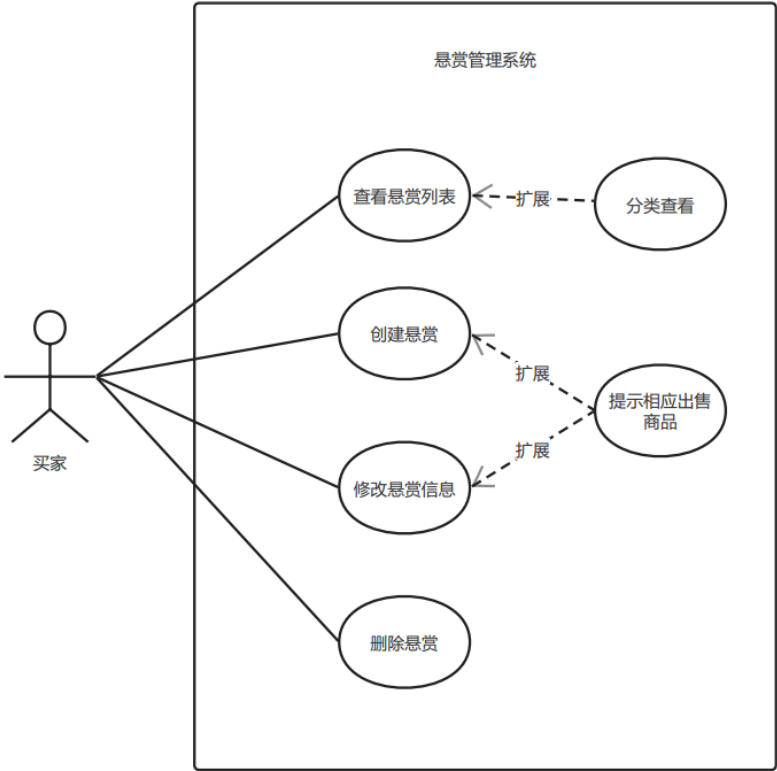 悬赏管理系统
查看悬赏列表
扩展
分类查看
创建悬赏
扩展
提示相应出售
商品
扩展
买家
修改悬赏信息
删除悬赏